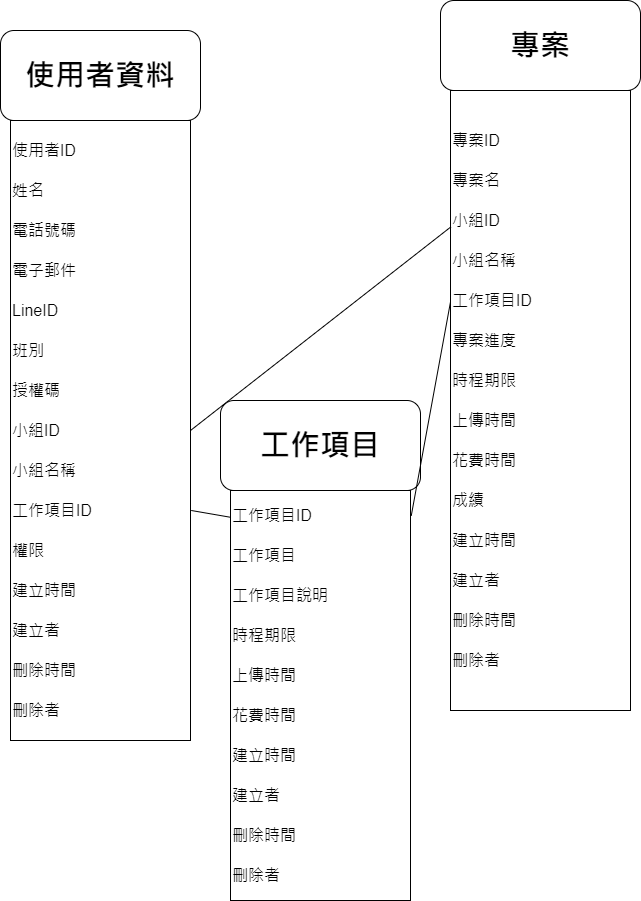 使用者資料
使用者ID
姓名
電話號碼
電子郵件
LineID
班別
授權碼
小組ID
小組名稱
工作項目ID
權限
建立時間
建立者
刪除時間
刪除者
工作項目
工作項目ID
工作項目
工作項目說明
時程期限
上傳時間
花費時間
建立時間
建立者
刪除時間
刪除者
專案
專案ID
專案名
小組ID
小組名稱
工作項目ID
專案進度
時程期限
上傳時間
花費時間
成績
建立時間
建立者
刪除時間
刪除者